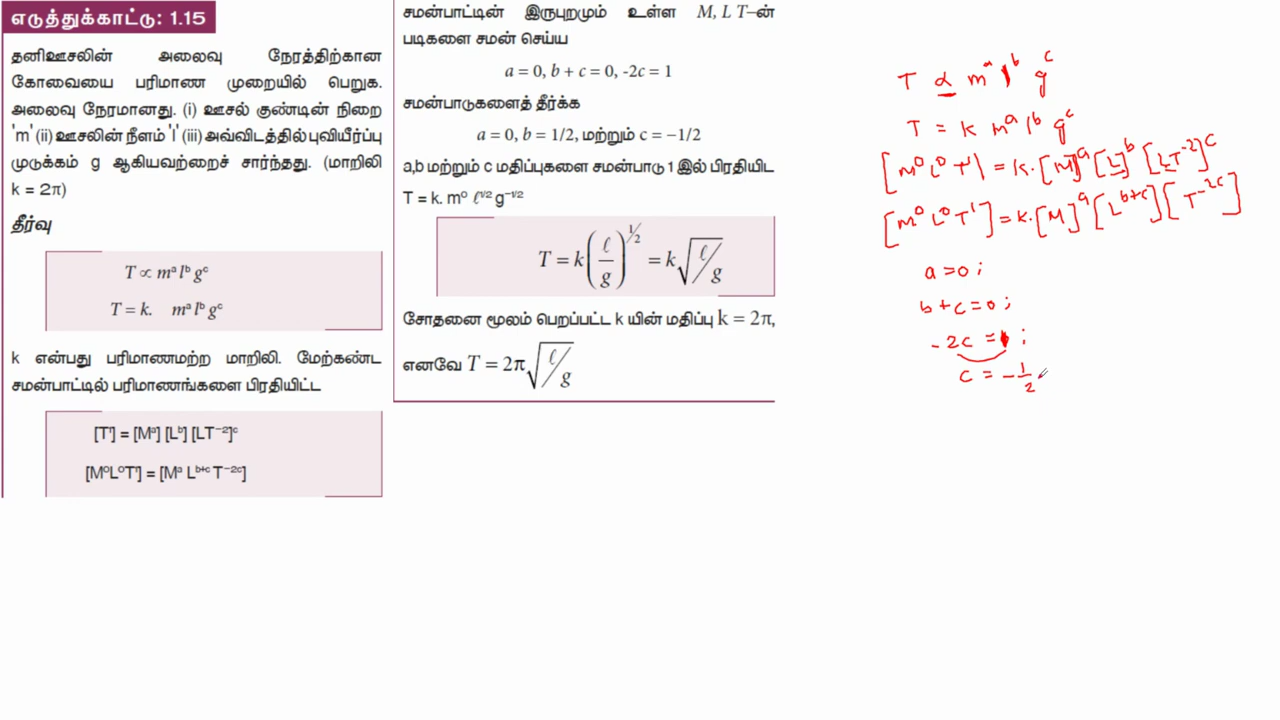 எடுத்துக்காட்டு: 1.15
தனிஊசலின் அலைவு நேரத்திற்கான
கோவையை பரிமாண முறையில் பெறுக.
அலைவு நேரமானது. (i) ஊசல் குண்டின் நிறை
'm' (ii) ஊசலின் நீளம் 'l' (iii) அவ்விடத்தில் புவியீர்ப்பு
முடுக்கம் g ஆகியவற்றைச் சார்ந்தது. (மாறிலி
k = 2π)
தீர்வு
T ∝ mᵃ lᵇ gᶜ
T = k. mᵃ lᵇ gᶜ
k என்பது பரிமாணமற்ற மாறிலி. மேற்கண்ட
சமன்பாட்டில் பரிமாணங்களை பிரதியிட்ட
[T¹] = [Mᵃ] [Lᵇ] [LT⁻²]ᶜ
[M⁰L⁰T¹] = [Mᵃ Lᵇ⁺ᶜ T⁻²ᶜ]
சமன்பாட்டின் இருபுறமும் உள்ள M, L T–ன்
படிகளை சமன் செய்ய
a = 0, b + c = 0, -2c = 1
சமன்பாடுகளைத் தீர்க்க
a = 0, b = 1/2, மற்றும் c = −1/2
a,b மற்றும் c மதிப்புகளை சமன்பாடு 1 இல் பிரதியிட
T = k. m⁰ ℓ^1/2 g^−1/2
T = k(ℓ/g)^1/2 = k√ℓ/g
சோதனை மூலம் பெறப்பட்ட k யின் மதிப்பு k = 2π,
எனவே T = 2π√ℓ/g
T ∝ mᵃ lᵇ gᶜ
T = k mᵃ lᵇ gᶜ
[M⁰ L⁰ T¹] = k. [M]ᵃ [L]ᵇ [LT⁻²]ᶜ
[M⁰ L⁰ T¹] = k. [M]ᵃ [Lᵇ⁺ᶜ] [T⁻²ᶜ]
a = 0 ;
b + c = 0 ;
- 2c = 1 ;
c = - 1/2